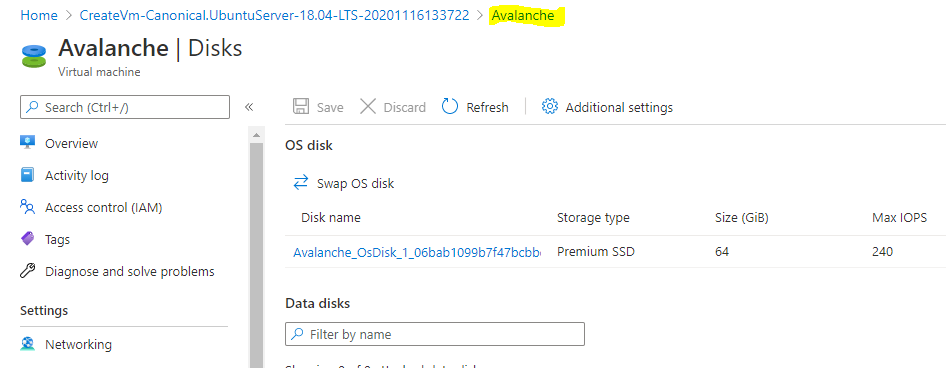 Home > CreateVm-Canonical.UbuntuServer-18.04-LTS-20201116133722 > Avalanche
Avalanche | Disks
Virtual machine
Search (Ctrl+/)
«
Save Discard Refresh Additional settings
Overview
Activity log
Access control (IAM)
Tags
Diagnose and solve problems
Settings
Networking
OS disk
Swap OS disk
Disk name Storage type Size (GiB) Max IOPS
Avalanche_OsDisk_1_06bab1099b7f47bcbb Premium SSD 64 240
Data disks
Filter by name